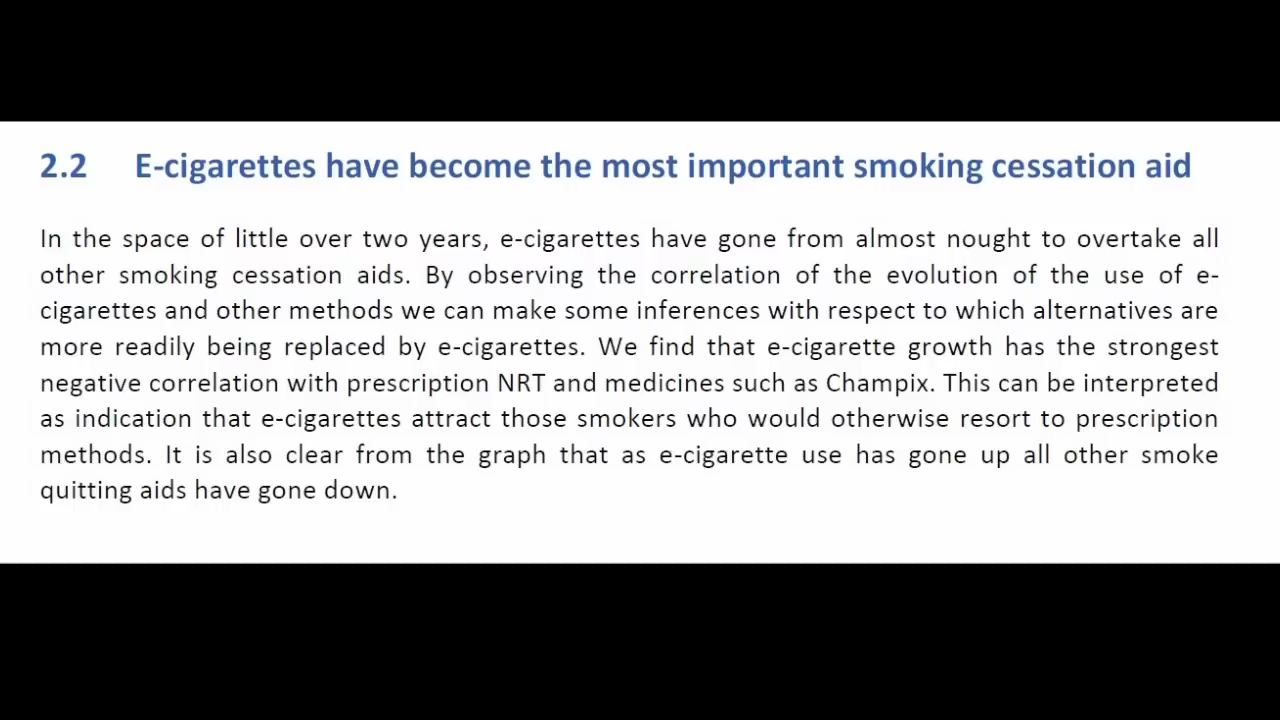 2.2 E-cigarettes have become the most important smoking cessation aid
In the space of little over two years, e-cigarettes have gone from almost nought to overtake all
other smoking cessation aids. By observing the correlation of the evolution of the use of e-
cigarettes and other methods we can make some inferences with respect to which alternatives are
more readily being replaced by e-cigarettes. We find that e-cigarette growth has the strongest
negative correlation with prescription NRT and medicines such as Champix. This can be interpreted
as indication that e-cigarettes attract those smokers who would otherwise resort to prescription
methods. It is also clear from the graph that as e-cigarette use has gone up all other smoke
quitting aids have gone down.